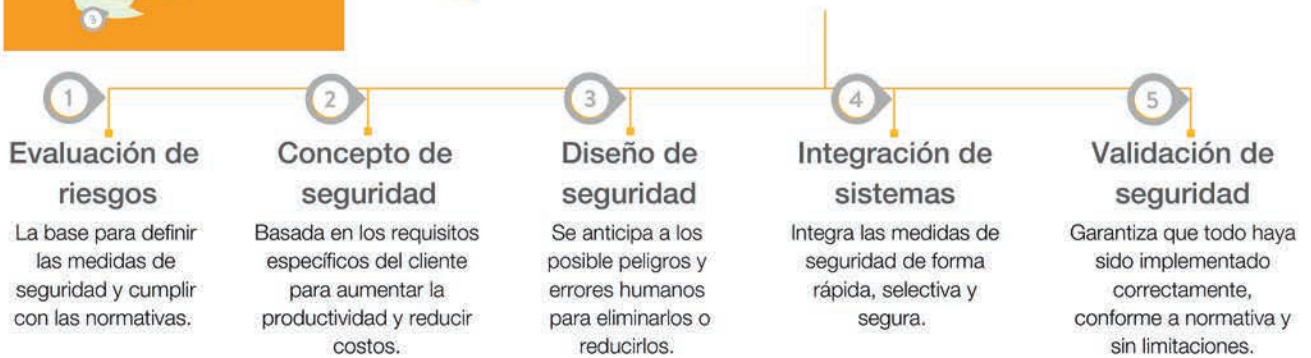 5
1
2
3
4
5
Evaluación de
riesgos
La base para definir
las medidas de
seguridad y cumplir
con las normativas.
Concepto de
seguridad
Basada en los requisitos
específicos del cliente
para aumentar la
productividad y reducir
costos.
Diseño de
seguridad
Se anticipa a los
posible peligros y
errores humanos
para eliminarlos o
reducirlos.
Integración de
sistemas
Integra las medidas de
seguridad de forma
rápida, selectiva y
segura.
Validación de
seguridad
Garantiza que todo haya
sido implementado
correctamente,
conforme a normativa y
sin limitaciones.